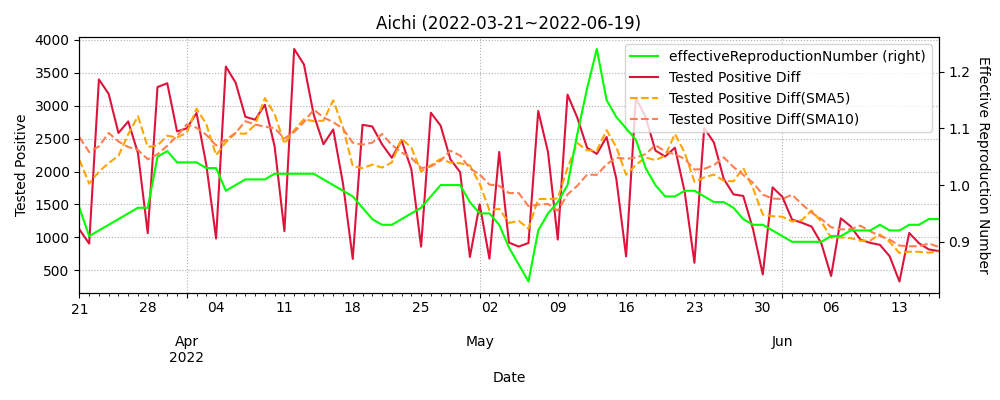 Aichi (2022-03-21~2022-06-19)
effectiveReproductionNumber (right)
Tested Positive Diff
Tested Positive Diff(SMA5)
Tested Positive Diff(SMA10)
Tested Positive
4000
3500
3000
2500
2000
1500
1000
500
1.2
1.1
1.0
0.9
Effective Reproduction Number
21 28 04 11 18 25 02 09 16 23 30 06 13
Apr May Jun
2022
Date